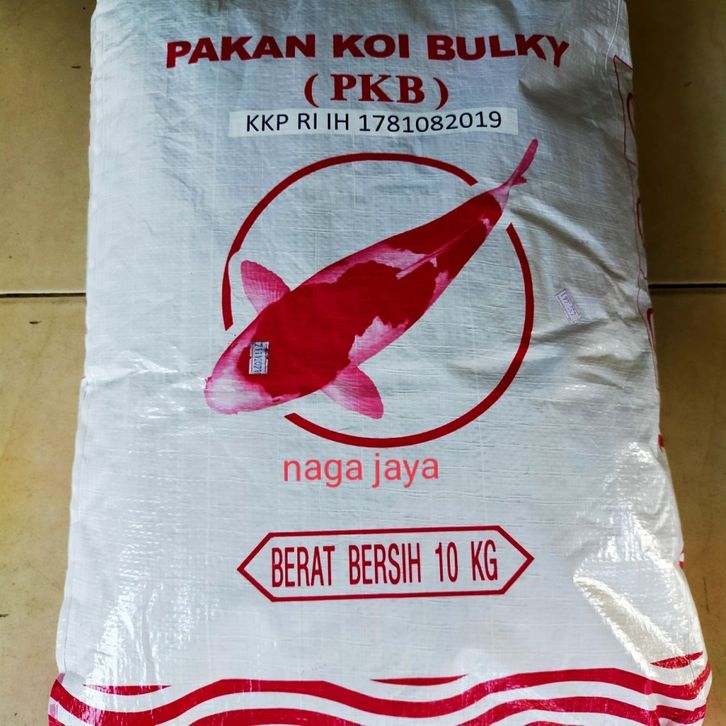 PAKAN KOI BULKY
( PKB )
KKP RI IH 1781082019
naga jaya
BERAT BERSIH 10 KG